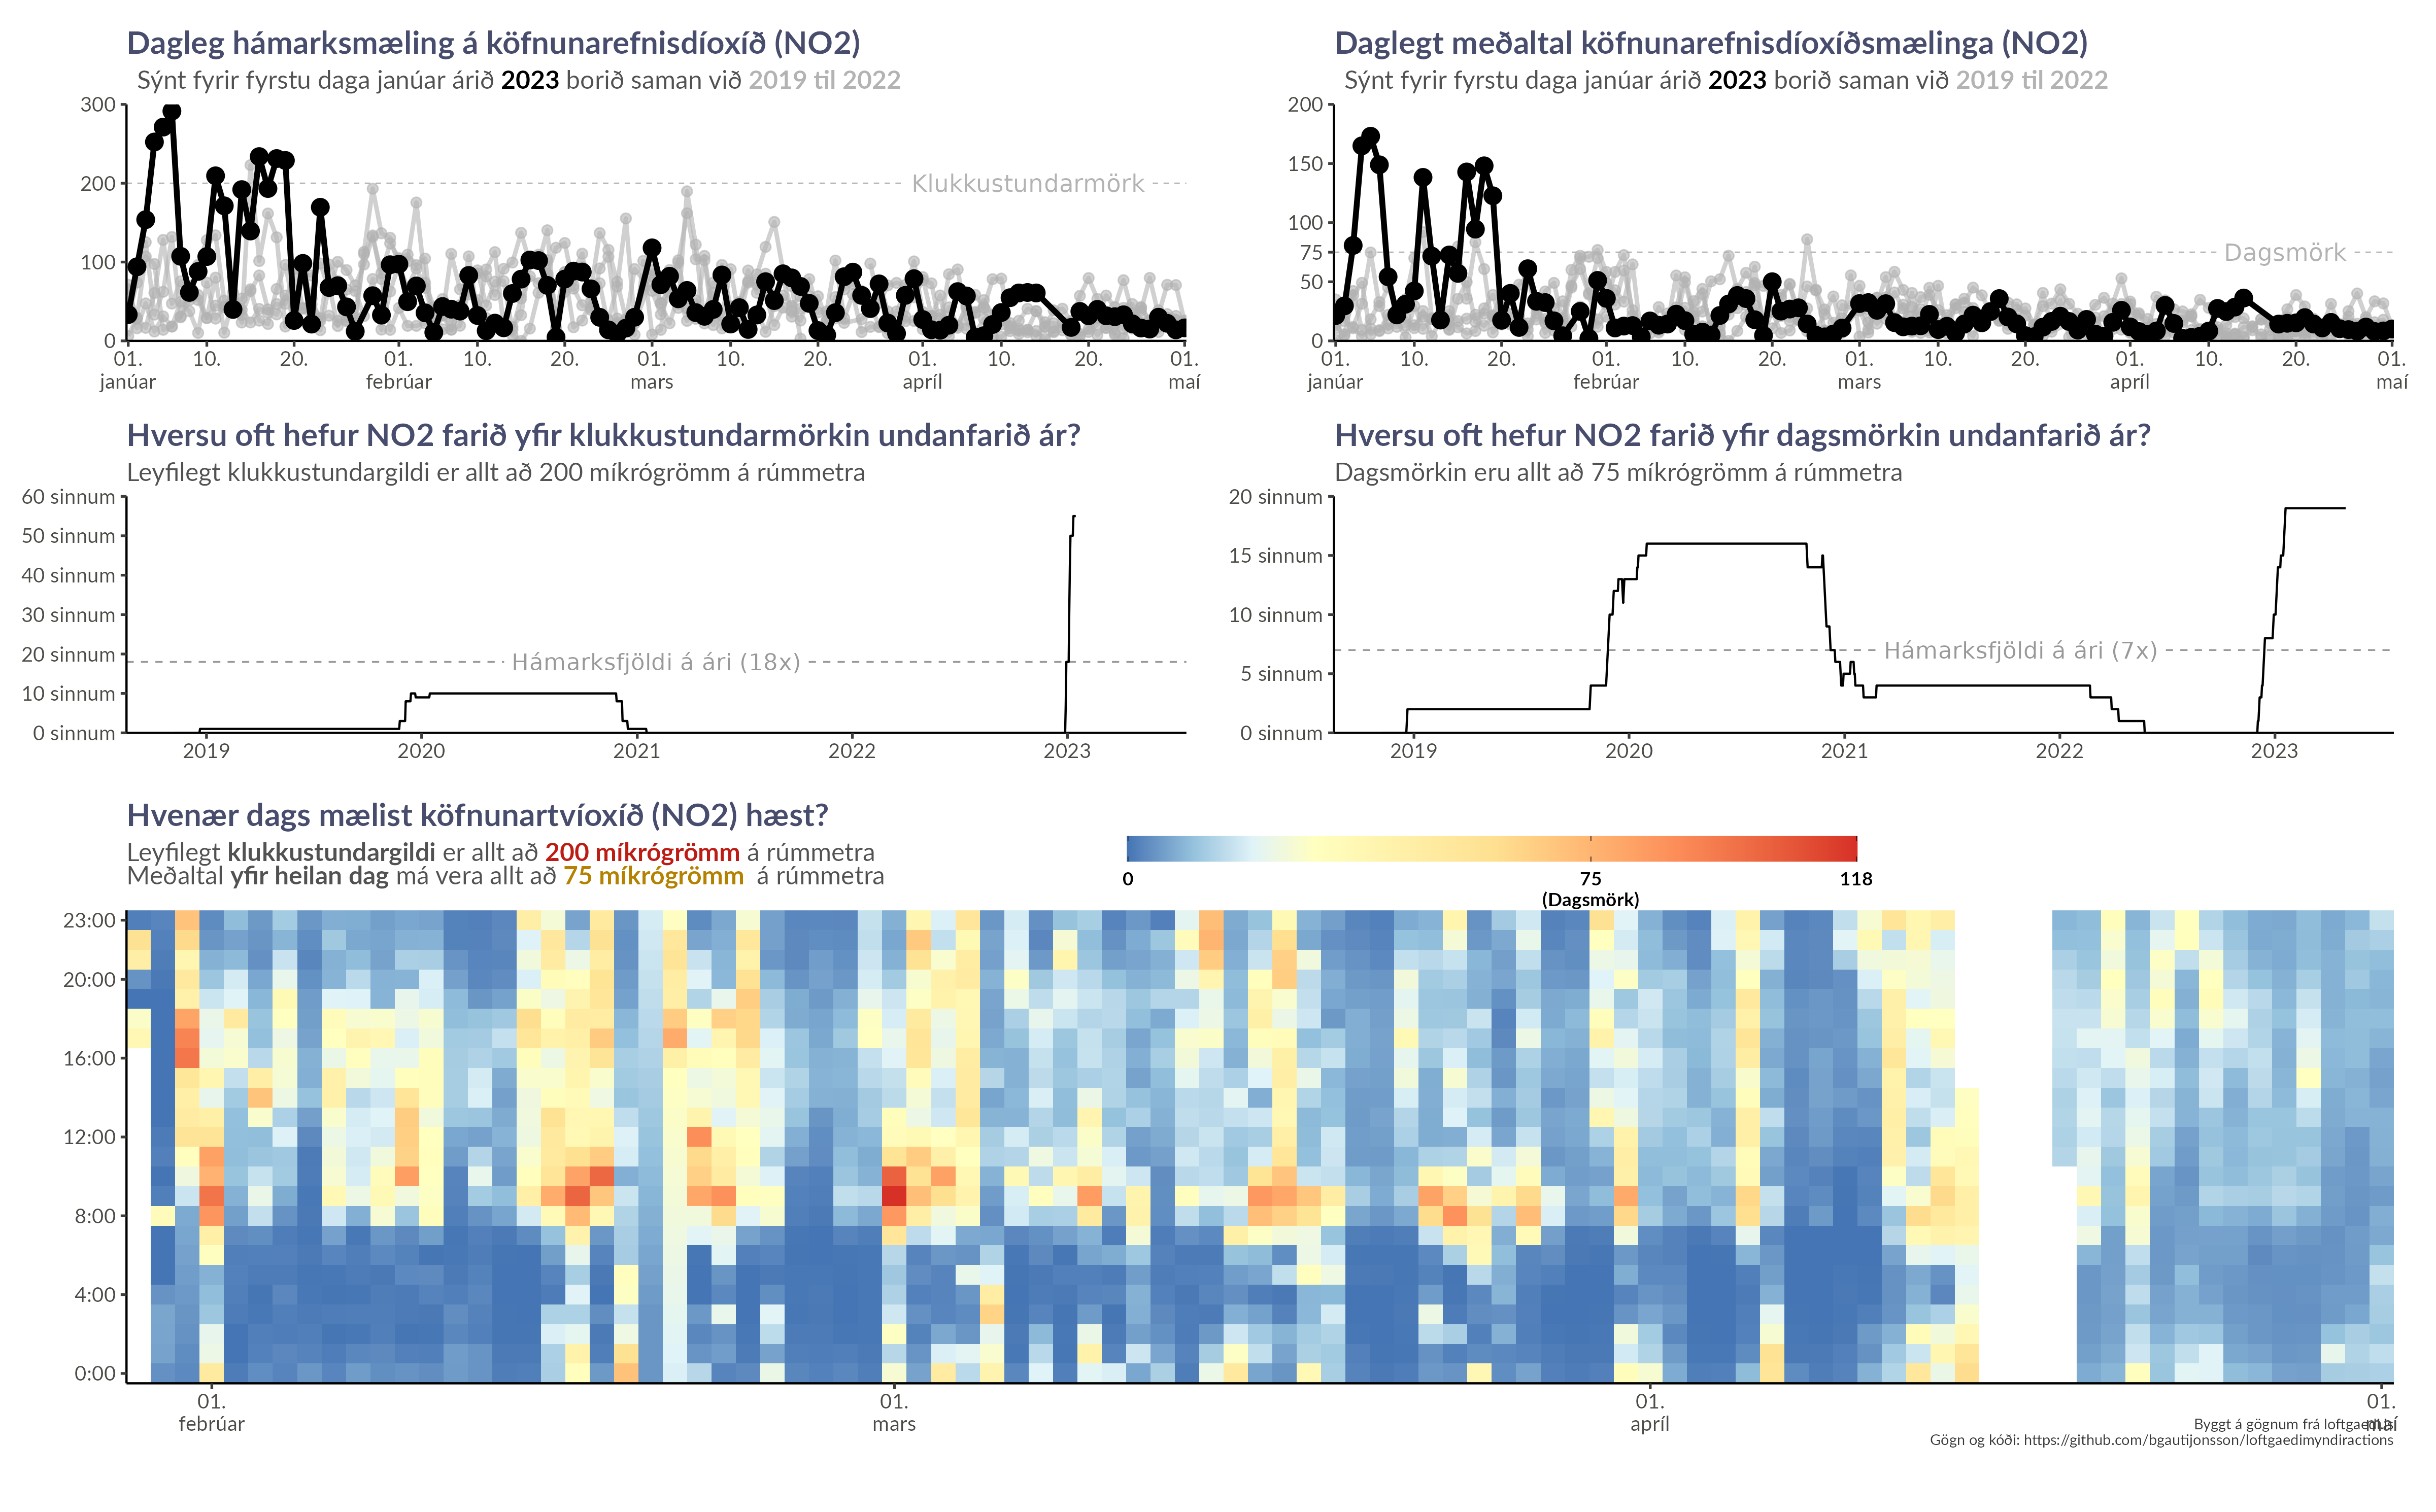 Dagleg hámarksmæling á köfnunarefnisdíoxíð (NO2)
Sýnt fyrir fyrstu daga janúar árið 2023 borið saman við 2019 til 2022
300
200
100
0
Klukkustundarmörk
01. 10. 20. 01. 10. 20. 01. 10. 20. 01. 10. 20. 01.
janúar febrúar mars apríl maí
Daglegt meðaltal köfnunarefnisdíoxíðsmælinga (NO2)
Sýnt fyrir fyrstu daga janúar árið 2023 borið saman við 2019 til 2022
200
150
100
75
50
0
Dagsmörk
01. 10. 20. 01. 10. 20. 01. 10. 20. 01. 10. 20. 01.
janúar febrúar mars apríl maí
Hversu oft hefur NO2 farið yfir klukkustundarmörkin undanfarið ár?
Leyfilegt klukkustundargildi er allt að 200 míkrógrömm á rúmmetra
60 sinnum
50 sinnum
40 sinnum
30 sinnum
20 sinnum
10 sinnum
0 sinnum
Hámarksfjöldi á ári (18x)
2019 2020 2021 2022 2023
Hversu oft hefur NO2 farið yfir dagsmörkin undanfarið ár?
Dagsmörkin eru allt að 75 míkrógrömm á rúmmetra
20 sinnum
15 sinnum
10 sinnum
5 sinnum
0 sinnum
Hámarksfjöldi á ári (7x)
2019 2020 2021 2022 2023
Hvenær dags mælist köfnunartvíoxíð (NO2) hæst?
Leyfilegt klukkustundargildi er allt að 200 míkrógrömm á rúmmetra
Meðaltal yfir heilan dag má vera allt að 75 míkrógrömm á rúmmetra
0 75 118
(Dagsmörk)
23:00
20:00
16:00
12:00
8:00
4:00
0:00
01. 01. 01. 01.
febrúar mars apríl maí
Byggt á gögnum frá
Gögn og kóði: https://github.com/bgautijonsson/loftgaedimyndiractions